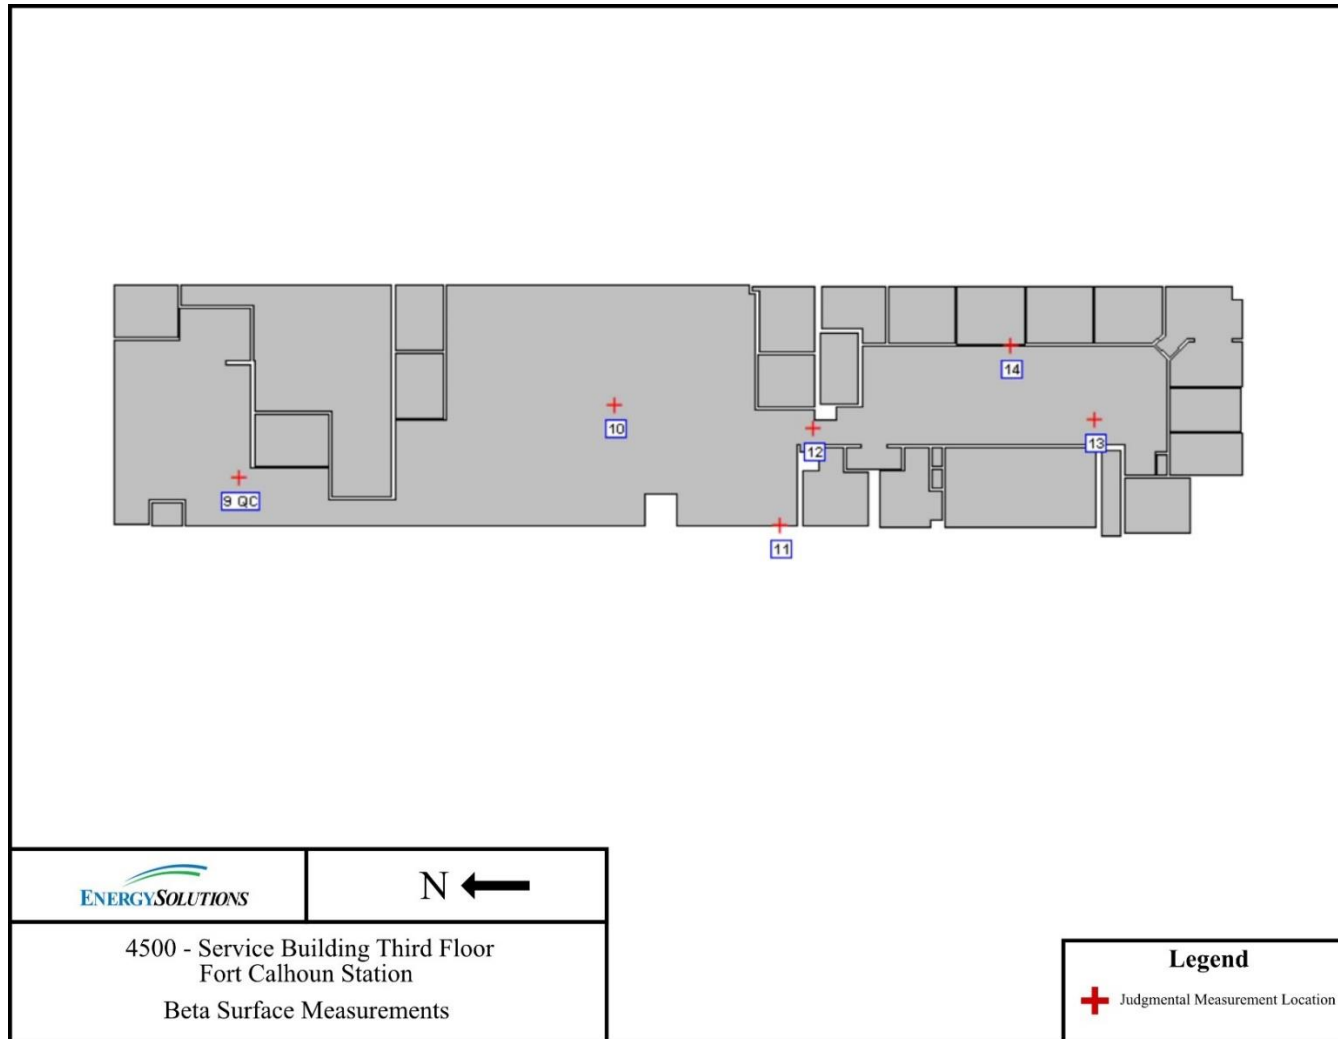 14
10
13
12
9 QC
11
ENERGYSOLUTIONS
N
4500 - Service Building Third Floor
Fort Calhoun Station
Beta Surface Measurements
Legend
Judgmental Measurement Location